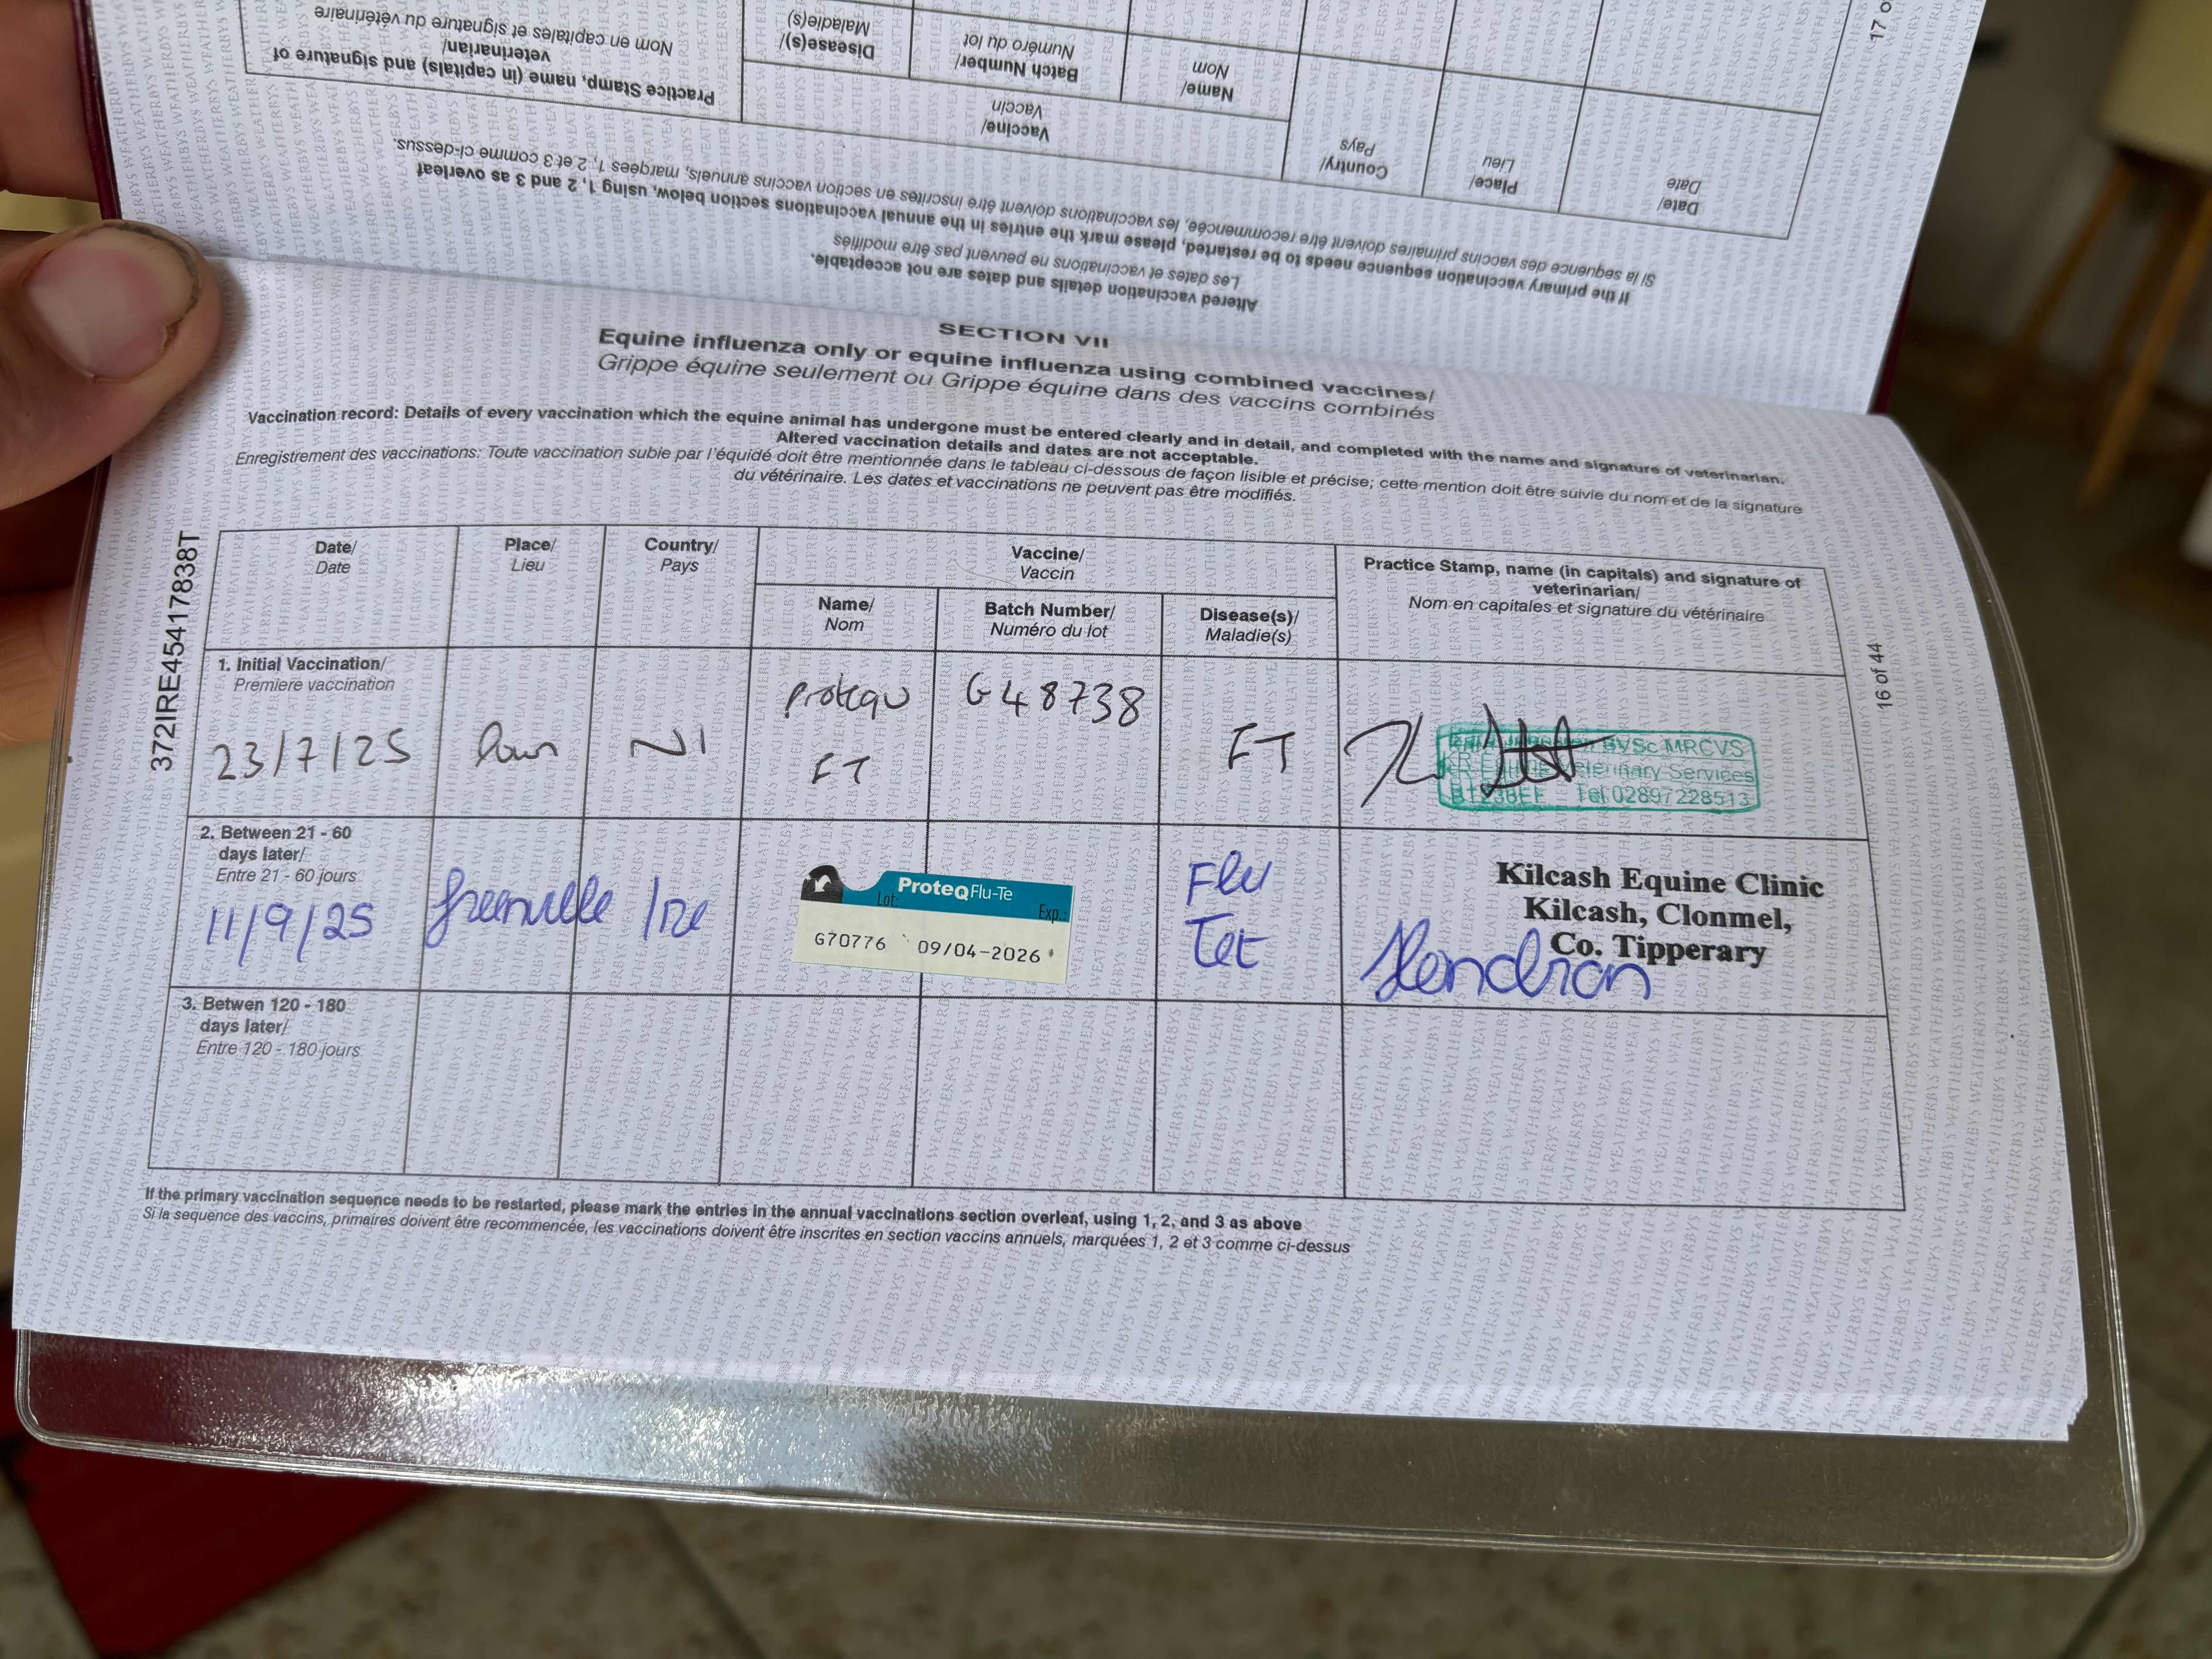 Practice Stamp, name (in capitals) and signature of
veterinarian/
Nom en capitales et signature du vétérinaire
Disease(s)/
Maladie(s)
Batch Number/
Numéro du lot
Name/
Nom
Vaccine/
Vaccin
Country/
Pays
Place/
Lieu
Date/
Date
If the primary vaccination sequence needs to be restarted, please mark the entries in the annual vaccinations section below, using 1, 2 and 3 as overleaf
Si la séquence des vaccins primaires doivent être recommencée, les vaccinations doivent être inscrites en section vaccins annuels, marquées 1, 2 et 3 comme ci-dessus.
Altered vaccination details and dates are not acceptable.
Les dates et vaccinations ne peuvent pas être modifiés
17 o
SECTION VII
Equine influenza only or equine influenza using combined vaccines/
Grippe équine seulement ou Grippe équine dans des vaccins combinés
Vaccination record: Details of every vaccination which the equine animal has undergone must be entered clearly and in detail, and completed with the name and signature of veterinarian.
Altered vaccination details and dates are not acceptable.
Enregistrement des vaccinations: Toute vaccination subie par l'équidé doit être mentionnée dans le tableau ci-dessous de façon lisible et précise; cette mention doit être suivie du nom et de la signature
du vétérinaire. Les dates et vaccinations ne peuvent pas être modifiés.
372IRE45417838T
Date/
Date
Place/
Lieu
Country/
Pays
Vaccine/
Vaccin
Name/
Nom
Batch Number/
Numéro du lot
Disease(s)/
Maladie(s)
Practice Stamp, name (in capitals) and signature of
veterinarian/
Nom en capitales et signature du vétérinaire
1. Initial Vaccination/
Premiere vaccination
23/7/25
Down
NI
Protequ
FT
G48738
FT
BVSc MRCVS
KR Equine Veterinary Services
Tel 02897228513
2. Between 21 - 60
days later/
Entre 21 - 60 jours
11/9/25
Ire
ProteqFlu-Te
Lot:
Exp.:
G70776 09/04-2026
Flu
Tet
Kilcash Equine Clinic
Kilcash, Clonmel,
Co. Tipperary
3. Betwen 120 - 180
days later/
Entre 120 - 180 jours
16 of 44
If the primary vaccination sequence needs to be restarted, please mark the entries in the annual vaccinations section overleaf, using 1, 2, and 3 as above
Si la sequence des vaccins, primaires doivent être recommencée, les vaccinations doivent être inscrites en section vaccins annuels, marquées 1, 2 et 3 comme ci-dessus